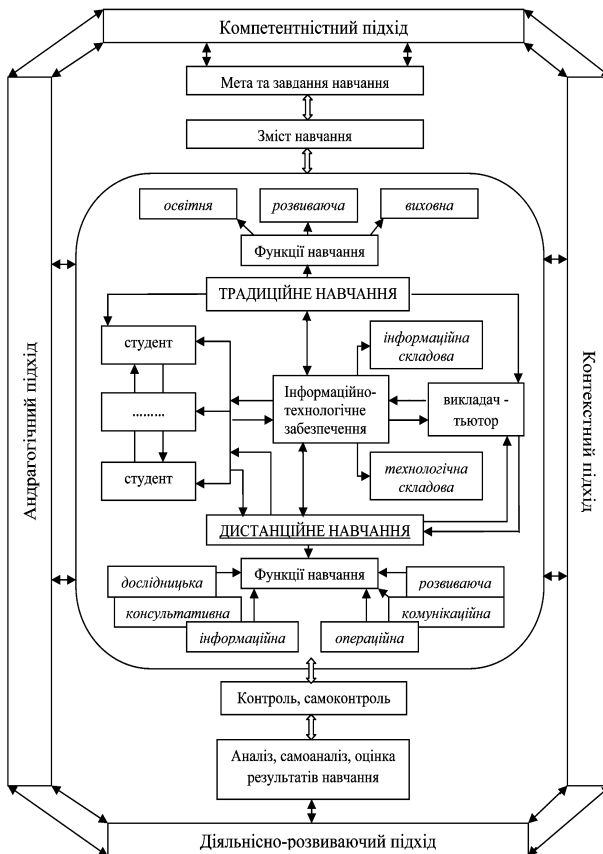 Компетентністий підхід
Мета та завдання навчання
Зміст навчання
освітня
розвиваюча
виховна
Функції навчання
ТРАДИЦІЙНЕ НАВЧАННЯ
студент
.........
студент
Інформаційно-
технологічне
забезпечення
інформаційна
складова
викладач -
тьютор
технологічна
складова
ДИСТАНЦІЙНЕ НАВЧАННЯ
Функції навчання
дослідницька
консультативна
інформаційна
розвиваюча
комунікаційна
операційна
Контроль, самоконтроль
Аналіз, самоаналіз, оцінка
результатів навчання
Діяльнісно-розвиваючий підхід
Андрагогічний підхід
Контекстний підхід